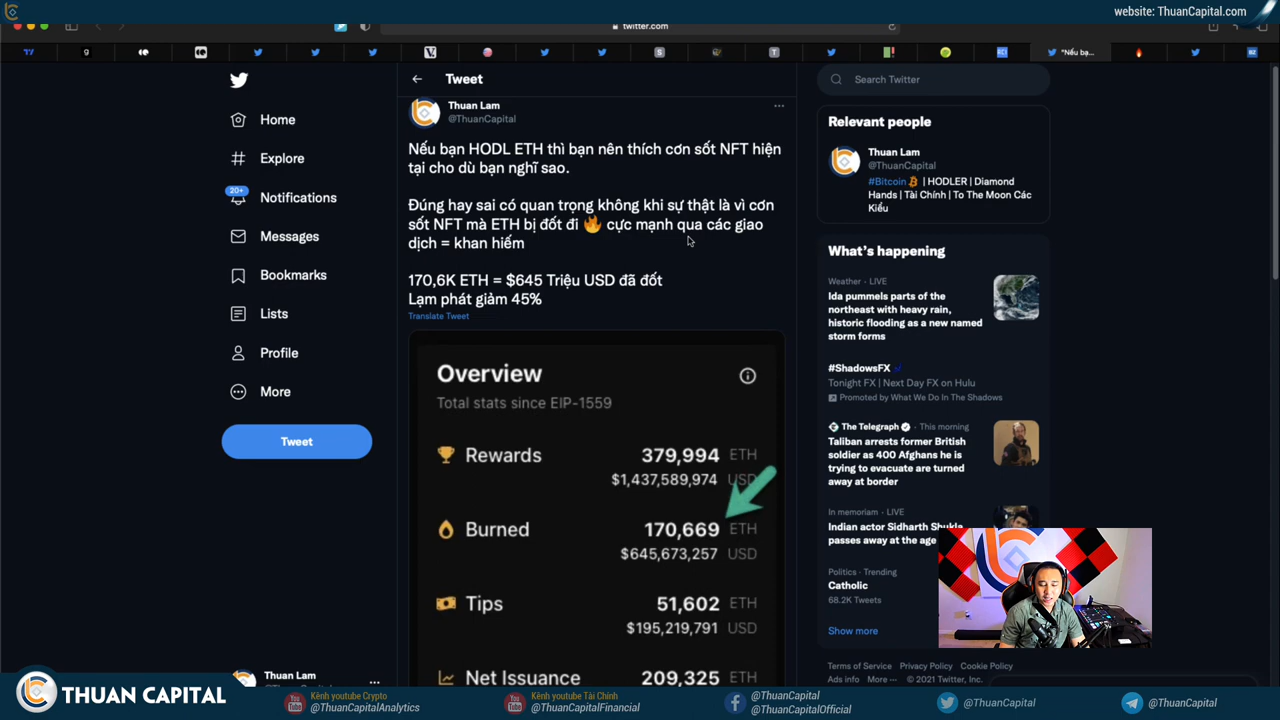 website: ThuanCapital.com
twitter.com
"Nếu bạ...
Tweet
Search Twitter
Home
Explore
20+
Notifications
Messages
Bookmarks
Lists
Profile
More
Tweet
Thuan Lam
@ThuanCapital
Nếu bạn HODL ETH thì bạn nên thích cơn sốt NFT hiện
tại cho dù bạn nghĩ sao.
Đúng hay sai có quan trọng không khi sự thật là vì cơn
sốt NFT mà ETH bị đốt đi 🔥 cực mạnh qua các giao
dịch = khan hiếm
170,6K ETH = $645 Triệu USD đã đốt
Lạm phát giảm 45%
Translate Tweet
Overview
Total stats since EIP-1559
Rewards 379,994 ETH
$1,437,589,974 USD
Burned 170,669 ETH
$645,673,257 USD
Tips 51,602 ETH
$195,219,791 USD
Net Issuance 209,325
Relevant people
Thuan Lam
@ThuanCapital
#Bitcoin | HODLER | Diamond
Hands | Tài Chính | To The Moon Các
Kiểu
What's happening
Weather · LIVE
Ida pummels parts of the
northeast with heavy rain,
historic flooding as a new named
storm forms
#ShadowsFX
Tonight FX | Next Day FX on Hulu
Promoted by What We Do In The Shadows
The Telegraph · This morning
Taliban arrests former British
soldier as 400 Afghans he is
trying to evacuate are turned
away at border
In memoriam · LIVE
Indian actor Sidharth Shukla
passes away at the age
Politics · Trending
Catholic
68.2K Tweets
Show more
Terms of Service Privacy Policy Cookie Policy
Ads info More ··· © 2021 Twitter, Inc.
Thuan Lam
THUAN CAPITAL
Kênh youtube Crypto
@ThuanCapitalAnalytics
Kênh youtube Tài Chính
@ThuanCapitalFinancial
@ThuanCapital
@ThuanCapitalOfficial
@ThuanCapital
@ThuanCapital